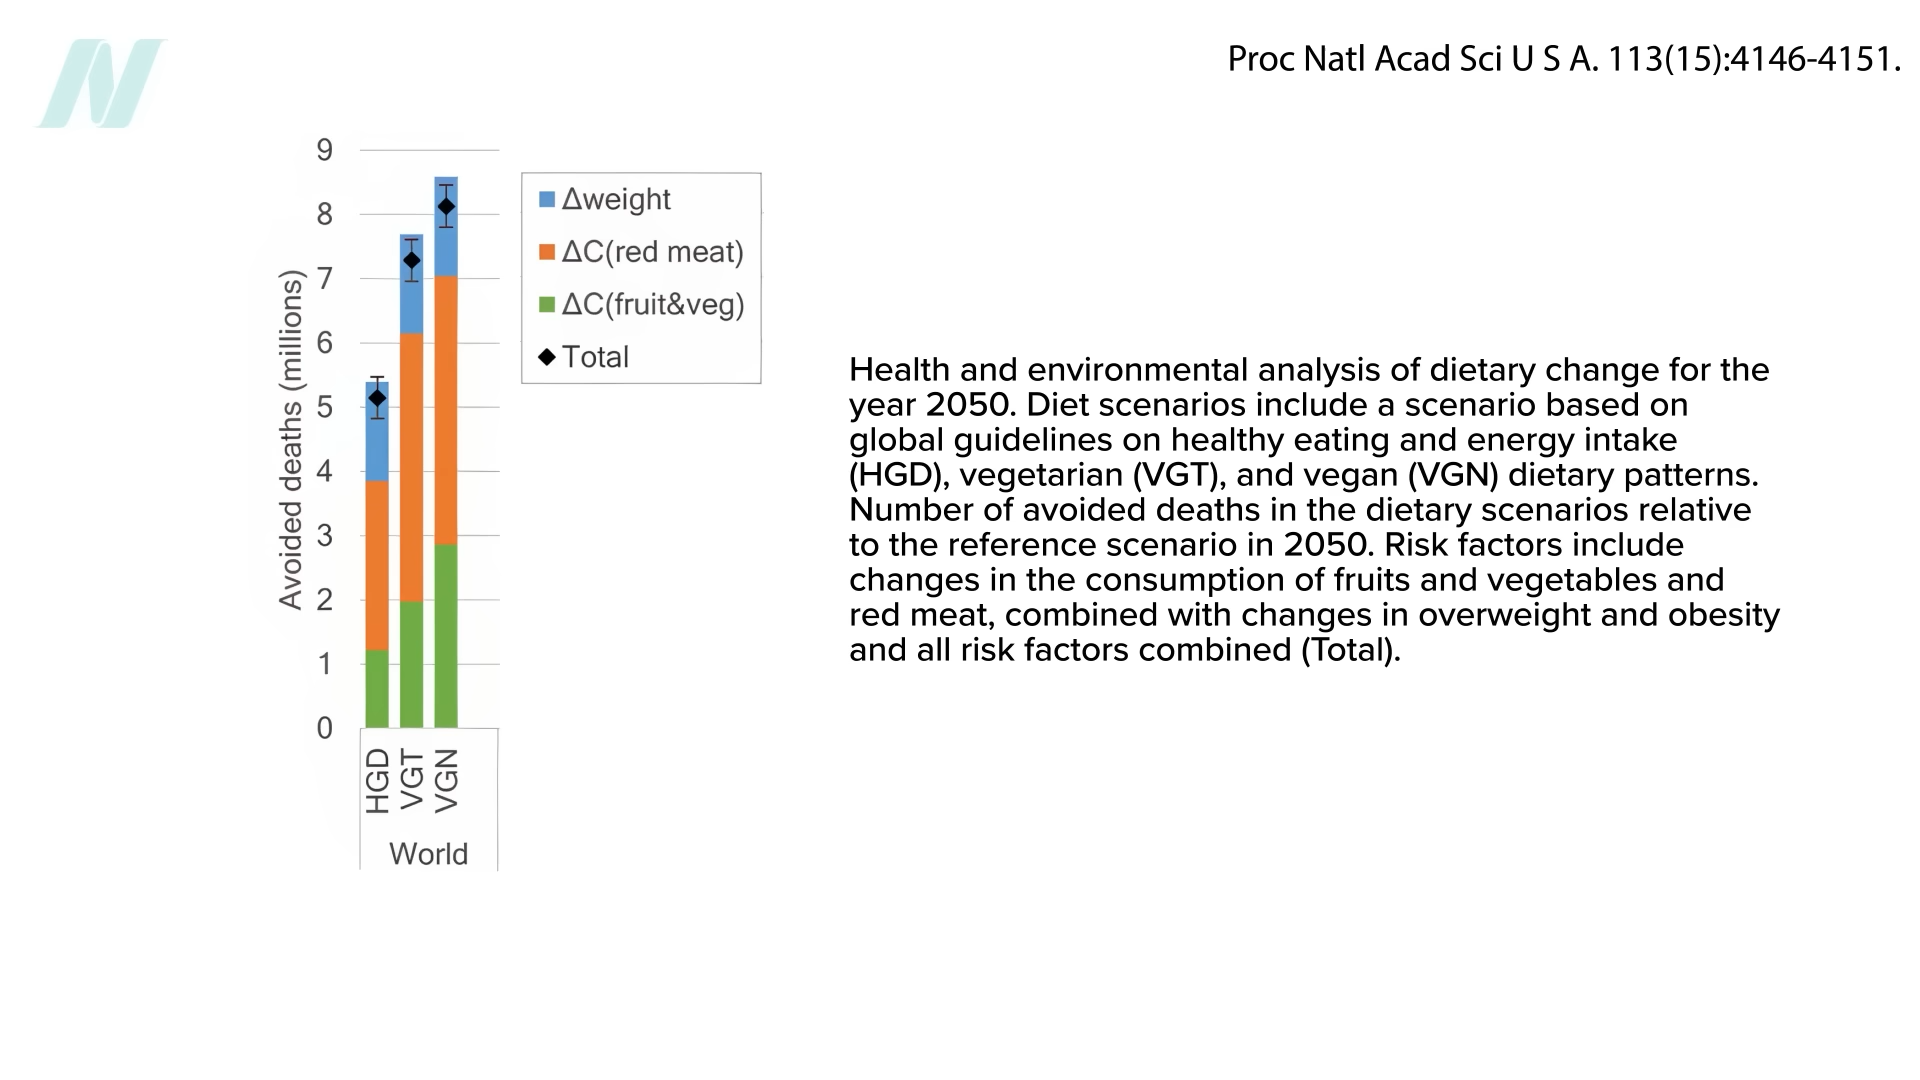 Proc Natl Acad Sci U S A. 113(15):4146-4151.
9
8
7
6
5
4
3
2
1
0
Avoided deaths (millions)
HGD
VGT
VGN
World
Δweight
ΔC(red meat)
ΔC(fruit&veg)
Total
Health and environmental analysis of dietary change for the
year 2050. Diet scenarios include a scenario based on
global guidelines on healthy eating and energy intake
(HGD), vegetarian (VGT), and vegan (VGN) dietary patterns.
Number of avoided deaths in the dietary scenarios relative
to the reference scenario in 2050. Risk factors include
changes in the consumption of fruits and vegetables and
red meat, combined with changes in overweight and obesity
and all risk factors combined (Total).